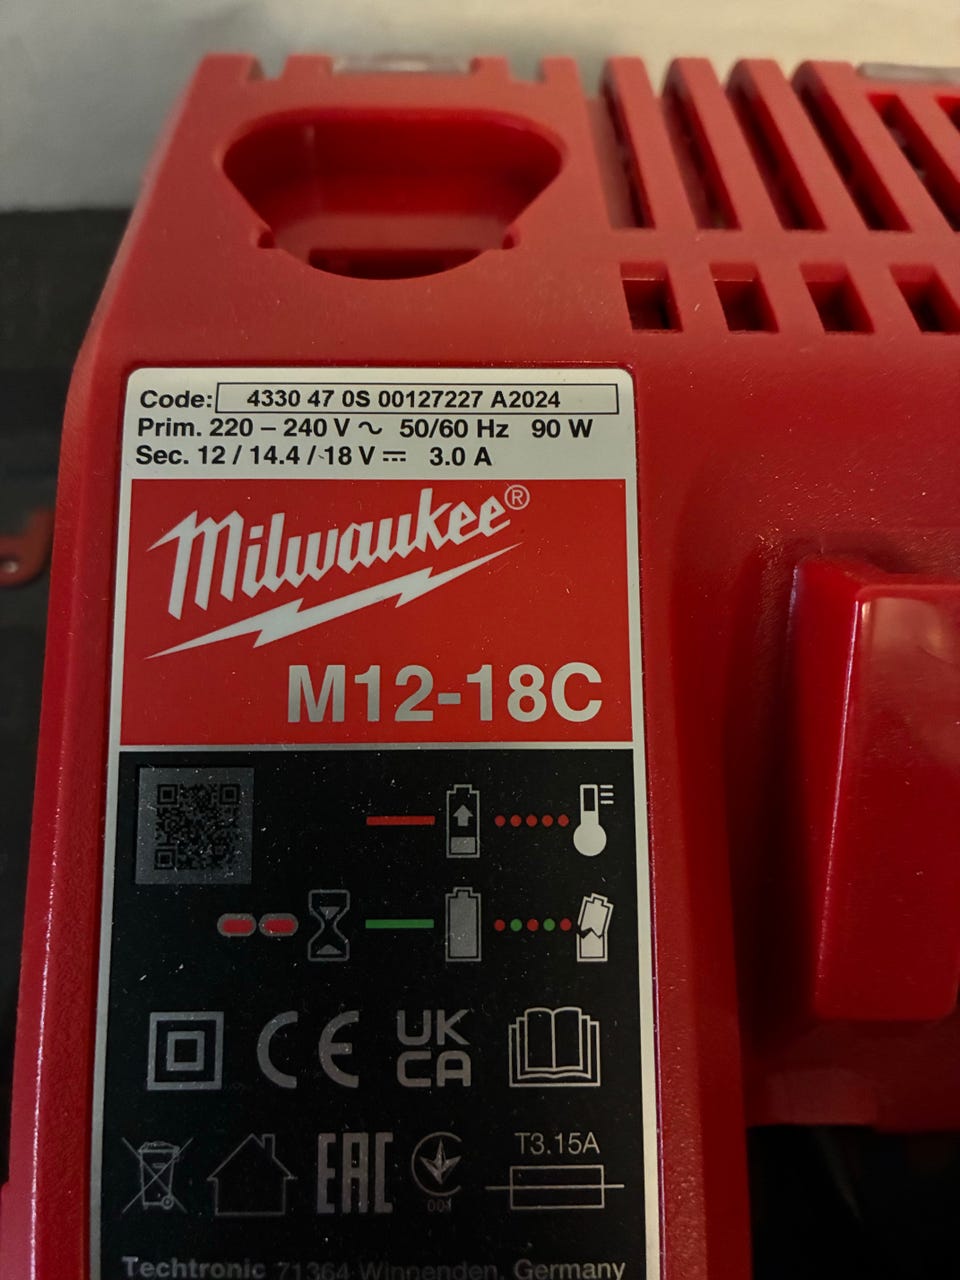 Code: 4330 47 0S 00127227 A2024
Prim. 220 – 240 V ~ 50/60 Hz 90 W
Sec. 12 / 14.4 / 18 V ⎓ 3.0 A
Milwaukee®
M12-18C
CE UK CA
EAC 001 T3.15A
Techtronic 71364 Winnenden, Germany